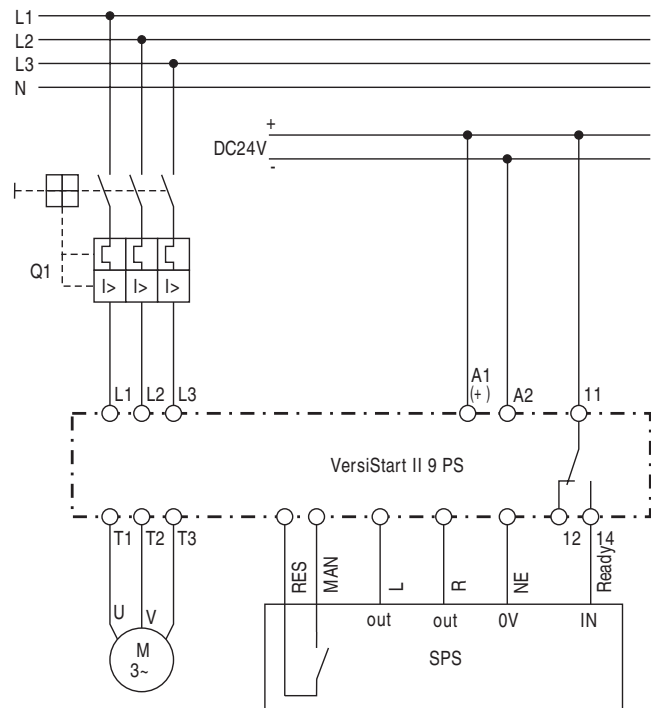 L1
L2
L3
N
+
DC24V
-
Q1
I> I> I>
L1 L2 L3
A1
(+)
A2
11
VersiStart II 9 PS
T1 T2 T3
12 14
RES
MAN
L
R
NE
Ready
U
V
M
3~
out out 0V IN
SPS